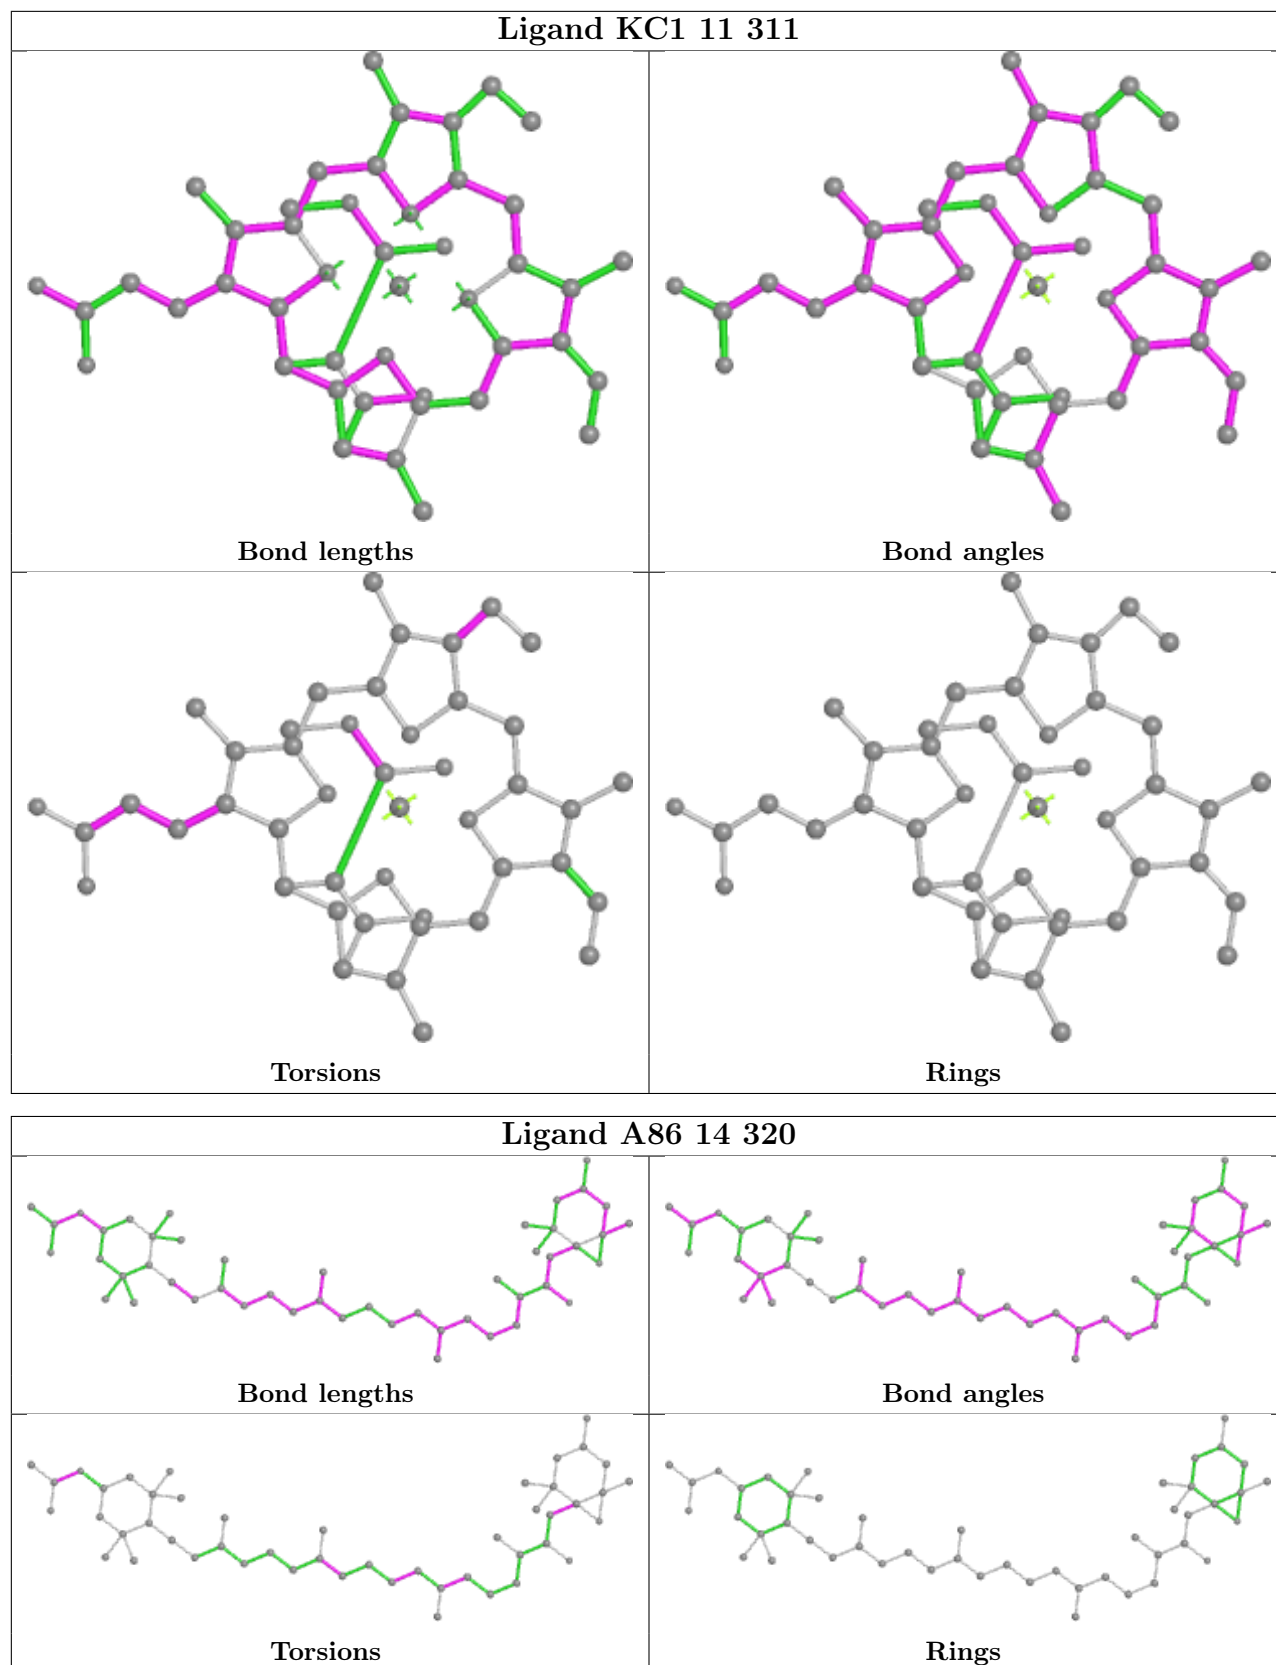 Ligand KC1 11 311
Bond lengths
Bond angles
Torsions
Rings
Ligand A86 14 320
Bond lengths
Bond angles
Torsions
Rings